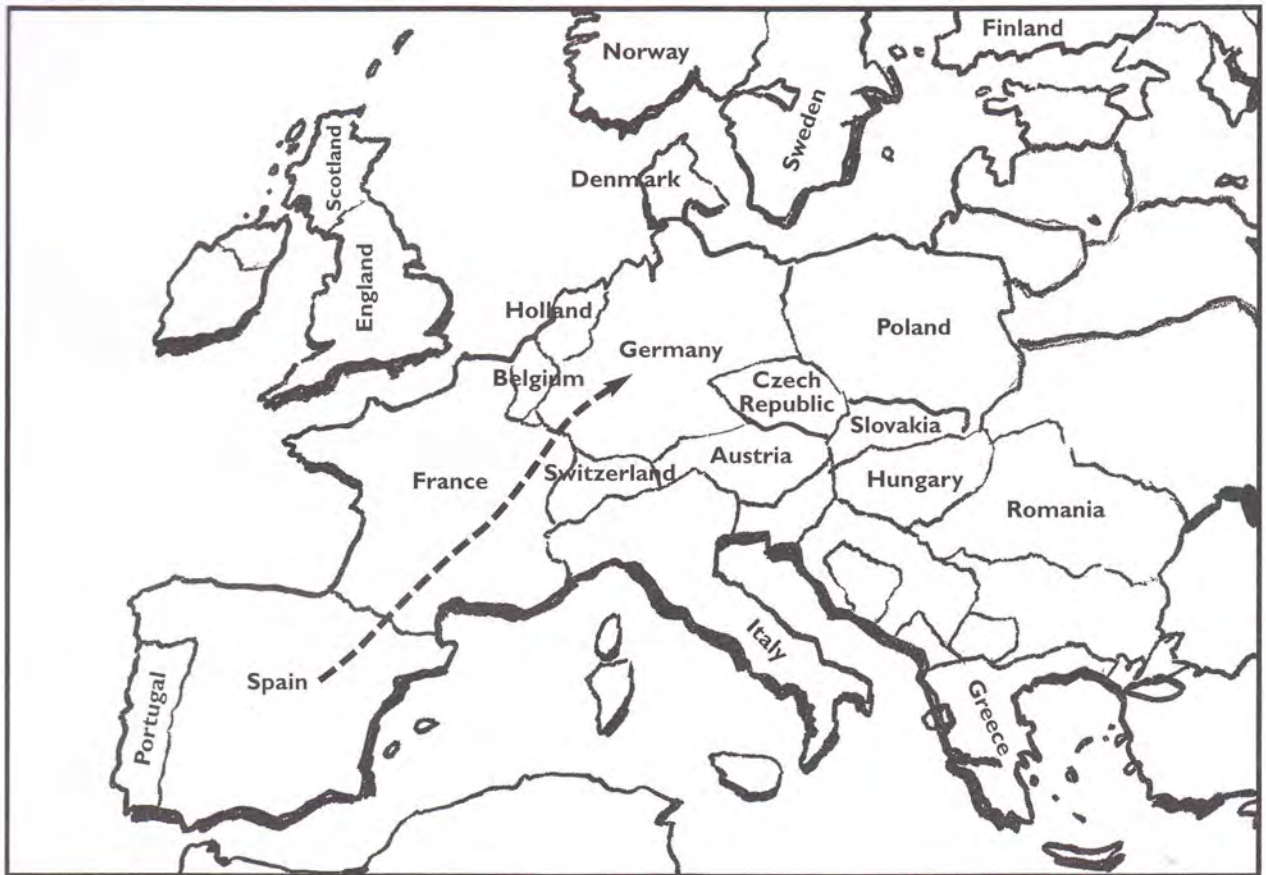 Finland
Norway
Sweden
Scotland
Denmark
England
Holland
Poland
Germany
Belgium
Czech
Republic
Slovakia
Austria
Switzerland
France
Hungary
Romania
Italy
Spain
Portugal
Greece